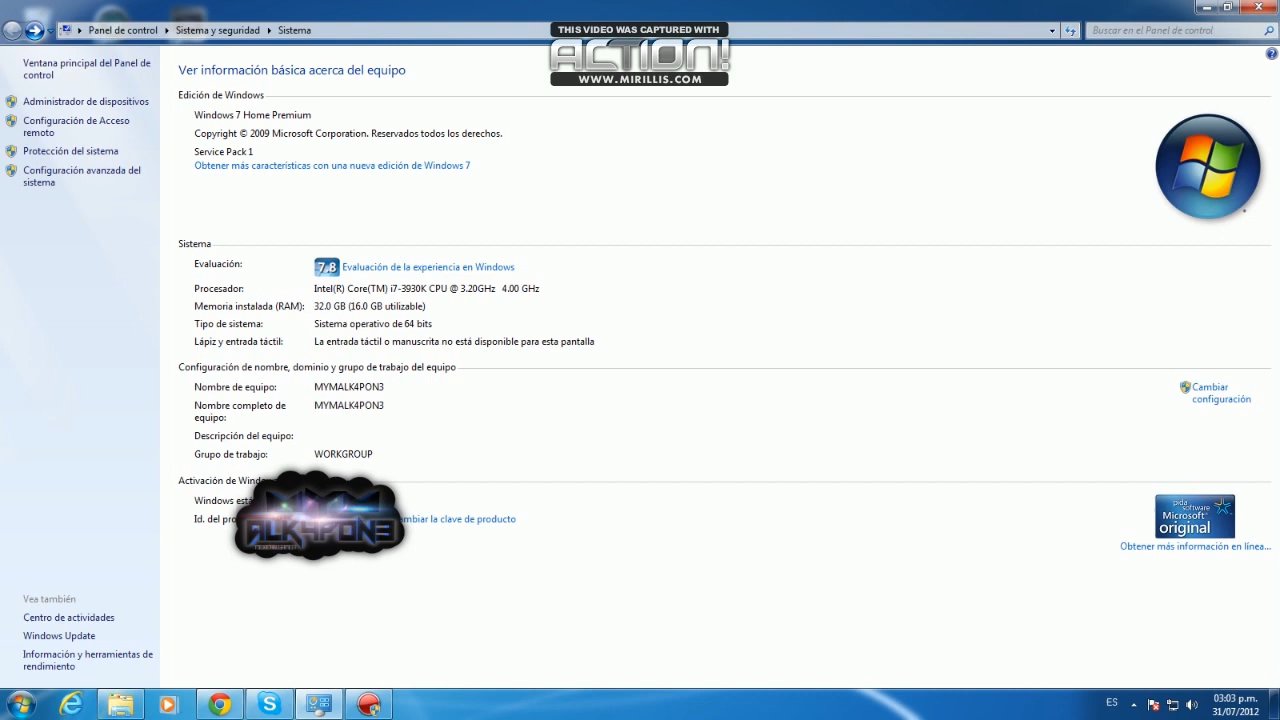 Panel de control
Sistema y seguridad
Sistema
Buscar en el Panel de control
THIS VIDEO WAS CAPTURED WITH
ACTION!
WWW.MIRILLIS.COM
Ventana principal del Panel de
control
Administrador de dispositivos
Configuración de Acceso
remoto
Protección del sistema
Configuración avanzada del
sistema
Ver información básica acerca del equipo
Edición de Windows
Windows 7 Home Premium
Copyright © 2009 Microsoft Corporation. Reservados todos los derechos.
Service Pack 1
Obtener más características con una nueva edición de Windows 7
Sistema
Evaluación: 7,8 Evaluación de la experiencia en Windows
Procesador: Intel(R) Core(TM) i7-3930K CPU @ 3.20GHz 4.00 GHz
Memoria instalada (RAM): 32.0 GB (16.0 GB utilizable)
Tipo de sistema: Sistema operativo de 64 bits
Lápiz y entrada táctil: La entrada táctil o manuscrita no está disponible para esta pantalla
Configuración de nombre, dominio y grupo de trabajo del equipo
Nombre de equipo: MYMALK4PON3
Cambiar
configuración
Nombre completo de
equipo: MYMALK4PON3
Descripción del equipo:
Grupo de trabajo: WORKGROUP
Activación de Windo
Windows está
Id. del pro
ambiar la clave de producto
MYM
ALK4PON3
pida
software
Microsoft
original
Obtener más información en línea...
Vea también
Centro de actividades
Windows Update
Información y herramientas de
rendimiento
ES
03:03 p.m.
31/07/2012